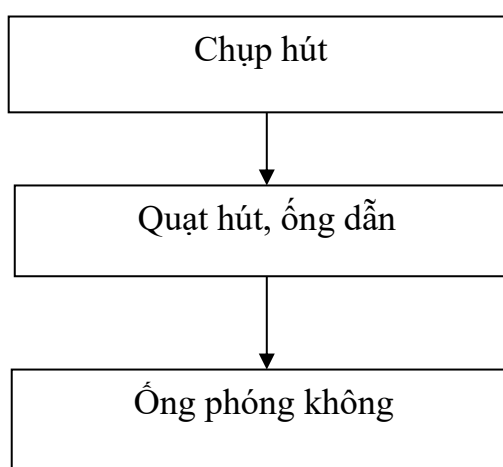 Chụp hút
Quạt hút, ống dẫn
Ống phóng không